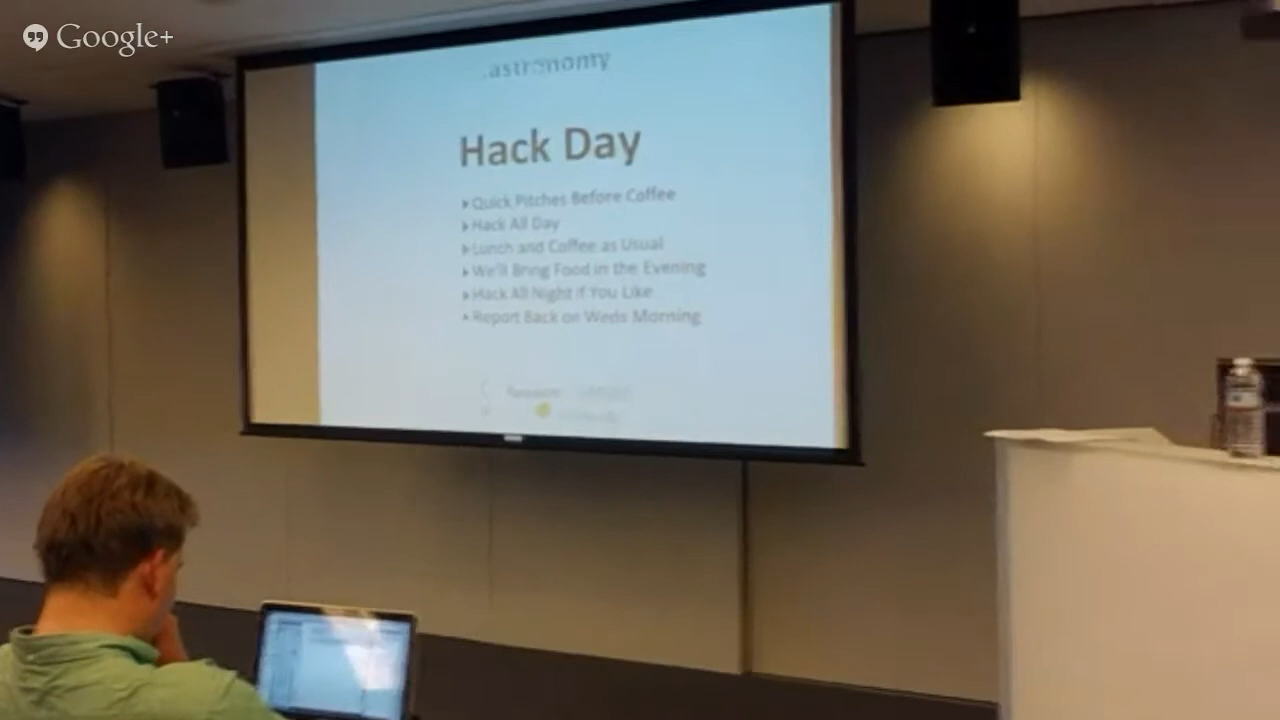 Google+
.astronomy
Hack Day
Quick Pitches Before Coffee
Hack All Day
Lunch and Coffee as Usual
We'll Bring Food in the Evening
Hack All Night if You Like
Report Back on Weds Morning